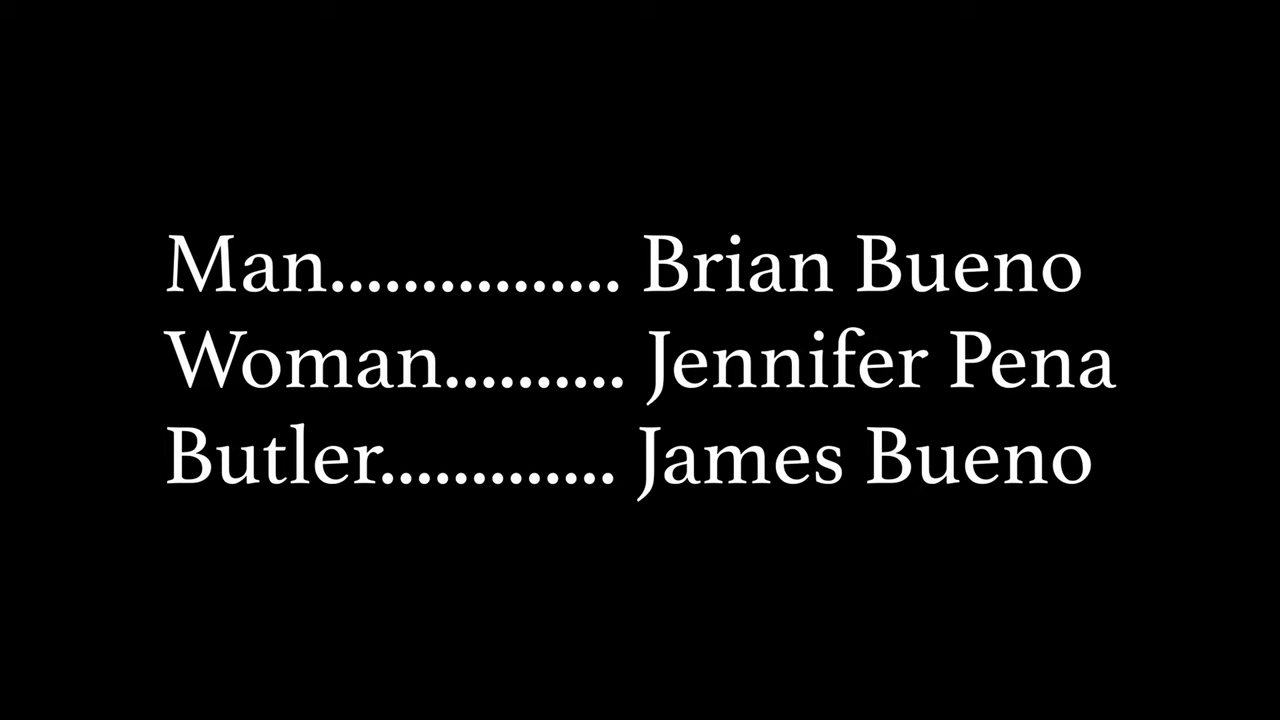 Man................ Brian Bueno
Woman.......... Jennifer Pena
Butler............. James Bueno